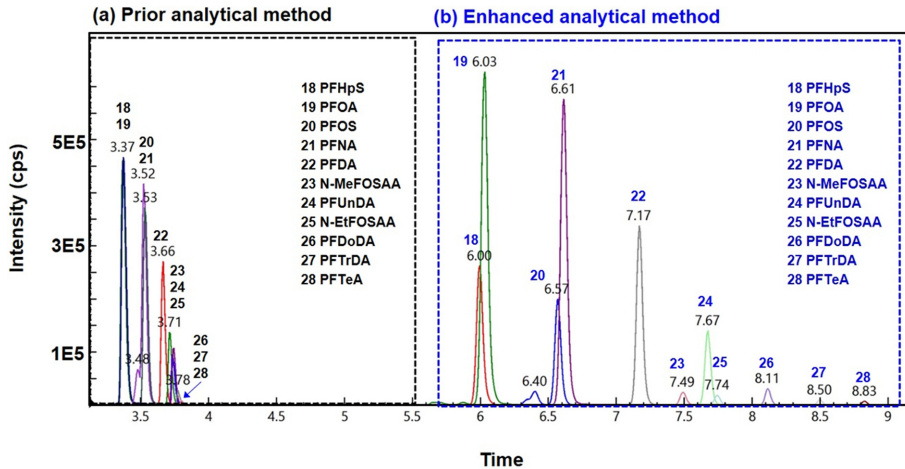 (a) Prior analytical method
(b) Enhanced analytical method
Intensity (cps)
5E5
3E5
1E5
18
19
3.37
20
21
3.52
3.53
3.48
22
3.66
23
24
25
3.71
3.78
26
27
28
18 PFHpS
19 PFOA
20 PFOS
21 PFNA
22 PFDA
23 N-MeFOSAA
24 PFUnDA
25 N-EtFOSAA
26 PFDoDA
27 PFTrDA
28 PFTeA
19 6.03
18
6.00
6.40
20
6.57
21
6.61
22
7.17
23
7.49
24
7.67
25
7.74
26
8.11
27
8.50
28
8.83
18 PFHpS
19 PFOA
20 PFOS
21 PFNA
22 PFDA
23 N-MeFOSAA
24 PFUnDA
25 N-EtFOSAA
26 PFDoDA
27 PFTrDA
28 PFTeA
3.5 4 4.5 5 5.5 6 6.5 7 7.5 8 8.5 9
Time